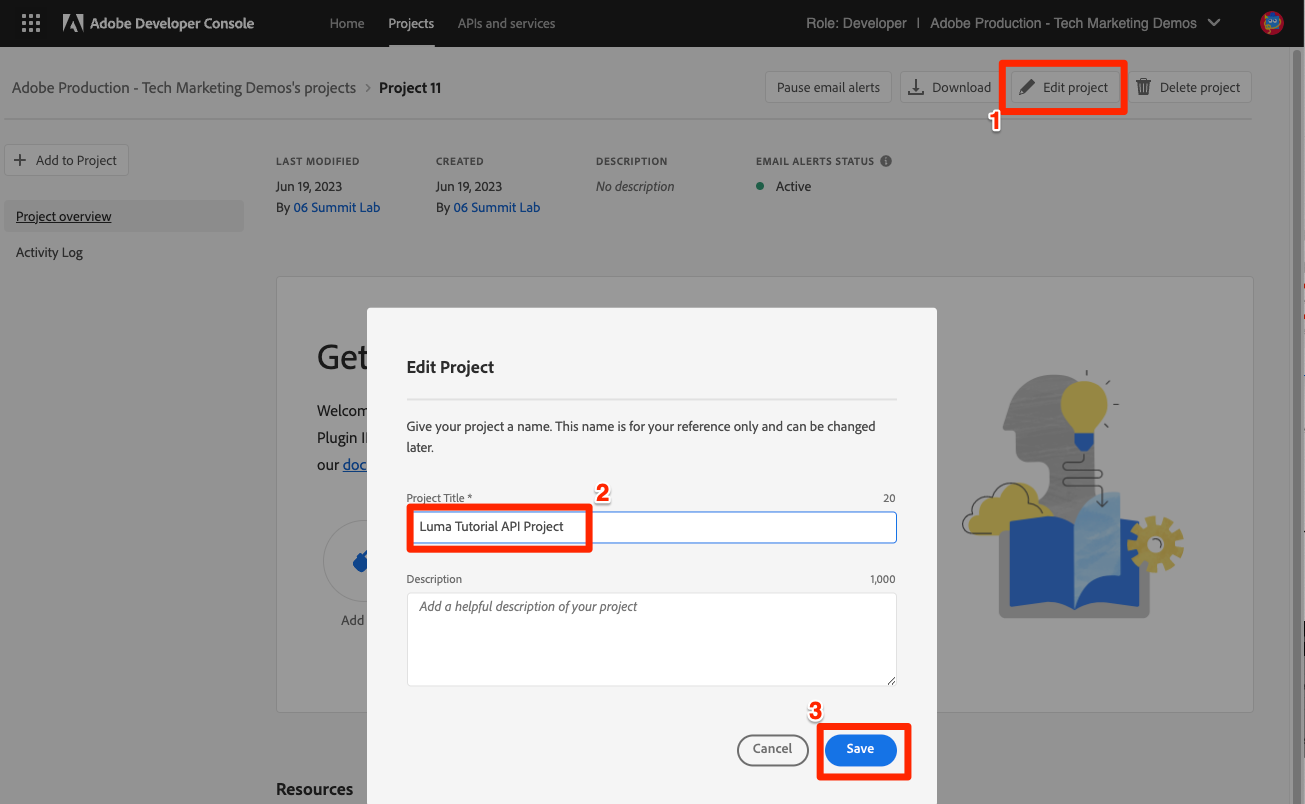 Adobe Developer Console
Home
Projects
APIs and services
Role: Developer | Adobe Production - Tech Marketing Demos
Adobe Production - Tech Marketing Demos's projects > Project 11
Pause email alerts
Download
Edit project
Delete project
1
Add to Project
Project overview
Activity Log
LAST MODIFIED
Jun 19, 2023
By 06 Summit Lab
CREATED
Jun 19, 2023
By 06 Summit Lab
DESCRIPTION
No description
EMAIL ALERTS STATUS
Active
Get
Welcom
our doc
Add
Edit Project
Give your project a name. This name is for your reference only and can be changed
later.
Project Title *
20
2
Luma Tutorial API Project
Description
1,000
Add a helpful description of your project
3
Cancel
Save
Resources